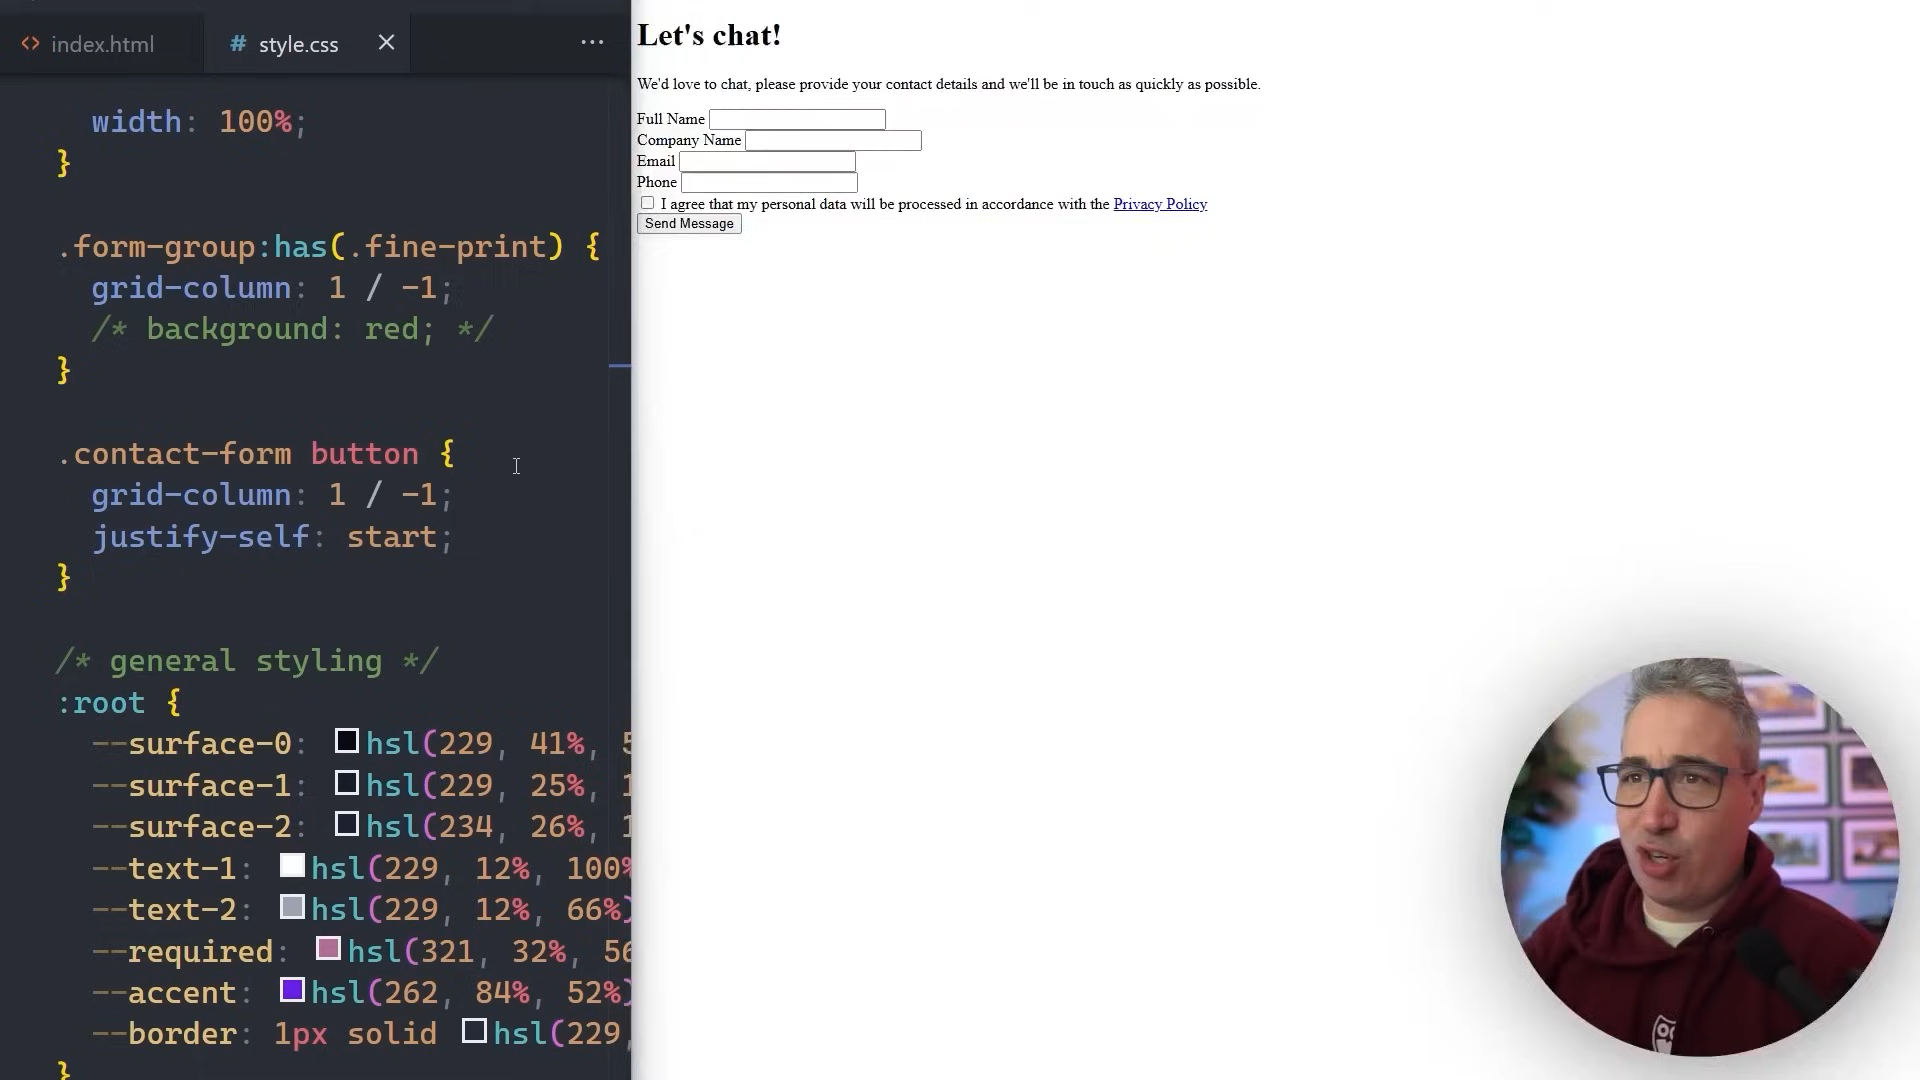 <> index.html
# style.css ×
...
width: 100%;
}
.form-group:has(.fine-print) {
grid-column: 1 / -1;
/* background: red; */
}
.contact-form button {
grid-column: 1 / -1;
justify-self: start;
}
/* general styling */
:root {
--surface-0: hsl(229, 41%, 5
--surface-1: hsl(229, 25%, 1
--surface-2: hsl(234, 26%, 1
--text-1: hsl(229, 12%, 100%
--text-2: hsl(229, 12%, 66%)
--required: hsl(321, 32%, 56
--accent: hsl(262, 84%, 52%)
--border: 1px solid hsl(229,
}
Let's chat!
We'd love to chat, please provide your contact details and we'll be in touch as quickly as possible.
Full Name
Company Name
Email
Phone
I agree that my personal data will be processed in accordance with the Privacy Policy
Send Message